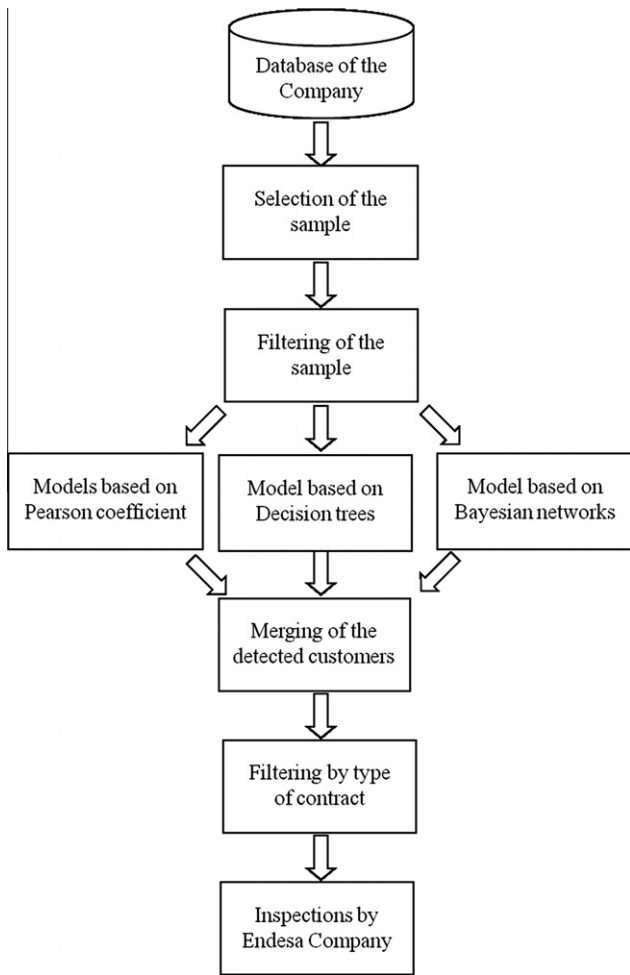 Database of the
Company
Selection of the
sample
Filtering of the
sample
Models based on
Pearson coefficient
Model based on
Decision trees
Model based on
Bayesian networks
Merging of the
detected customers
Filtering by type
of contract
Inspections by
Endesa Company